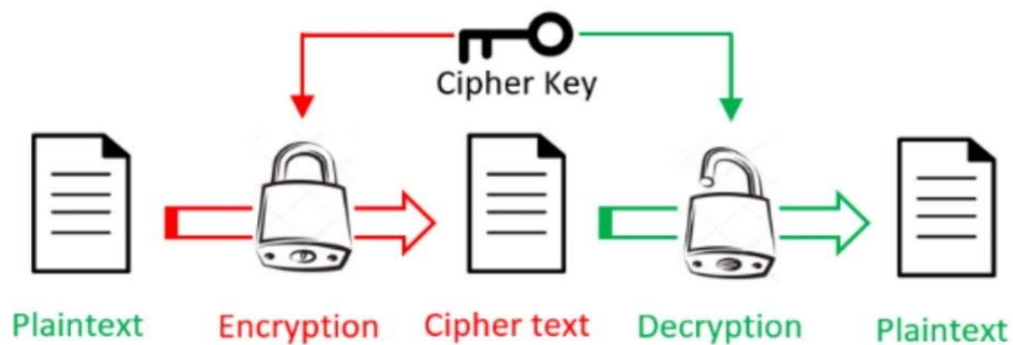 Cipher Key
Plaintext
Encryption
Cipher text
Decryption
Plaintext